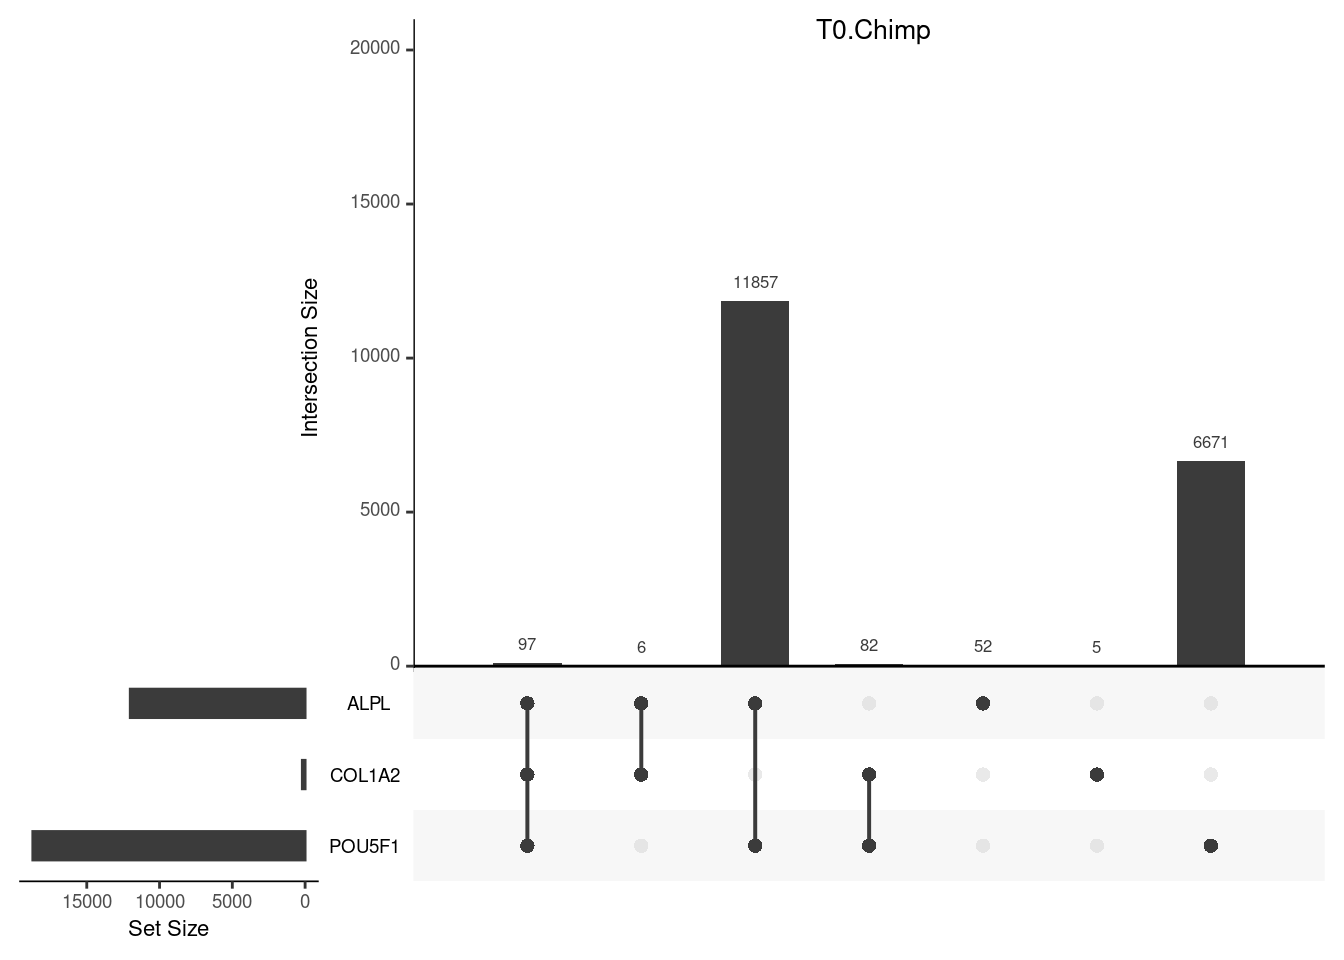 T0.Chimp
20000
15000
10000
5000
0
Intersection Size
97
6
11857
82
52
5
6671
ALPL
COL1A2
POU5F1
15000 10000 5000 0
Set Size